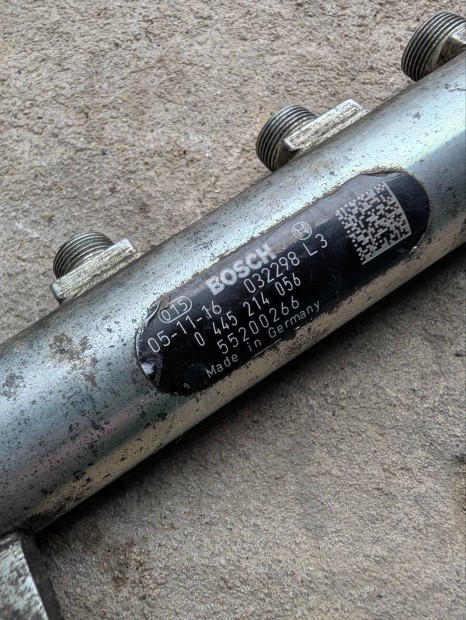 015 BOSCH
05-11-16 032298 L3
0 445 214 056
55200266
Made in Germany